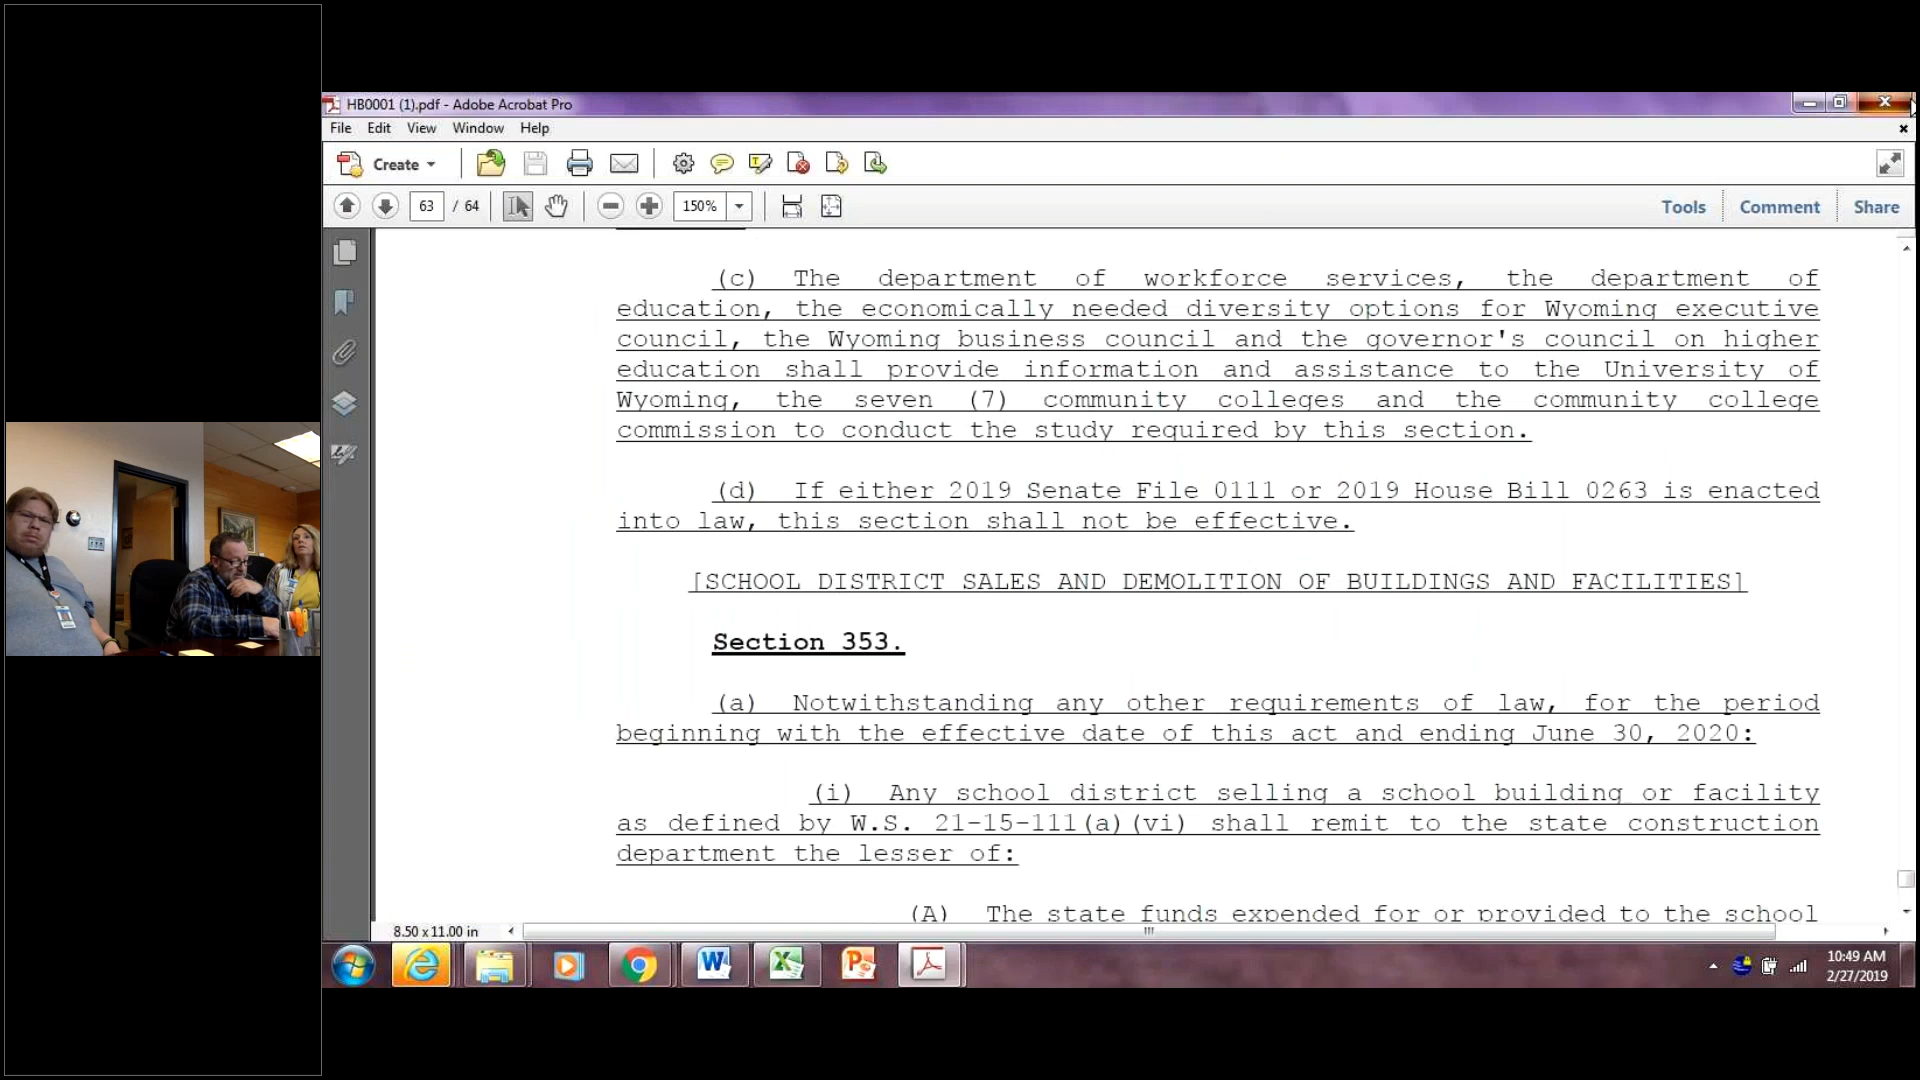 HB0001 (1).pdf - Adobe Acrobat Pro
File Edit View Window Help
Create
63 / 64 150% Tools Comment Share
(c) The department of workforce services, the department of
education, the economically needed diversity options for Wyoming executive
council, the Wyoming business council and the governor's council on higher
education shall provide information and assistance to the University of
Wyoming, the seven (7) community colleges and the community college
commission to conduct the study required by this section.
(d) If either 2019 Senate File 0111 or 2019 House Bill 0263 is enacted
into law, this section shall not be effective.
[SCHOOL DISTRICT SALES AND DEMOLITION OF BUILDINGS AND FACILITIES]
Section 353.
(a) Notwithstanding any other requirements of law, for the period
beginning with the effective date of this act and ending June 30, 2020:
(i) Any school district selling a school building or facility
as defined by W.S. 21-15-111(a)(vi) shall remit to the state construction
department the lesser of:
(A) The state funds expended for or provided to the school
8.50 x 11.00 in
10:49 AM
2/27/2019